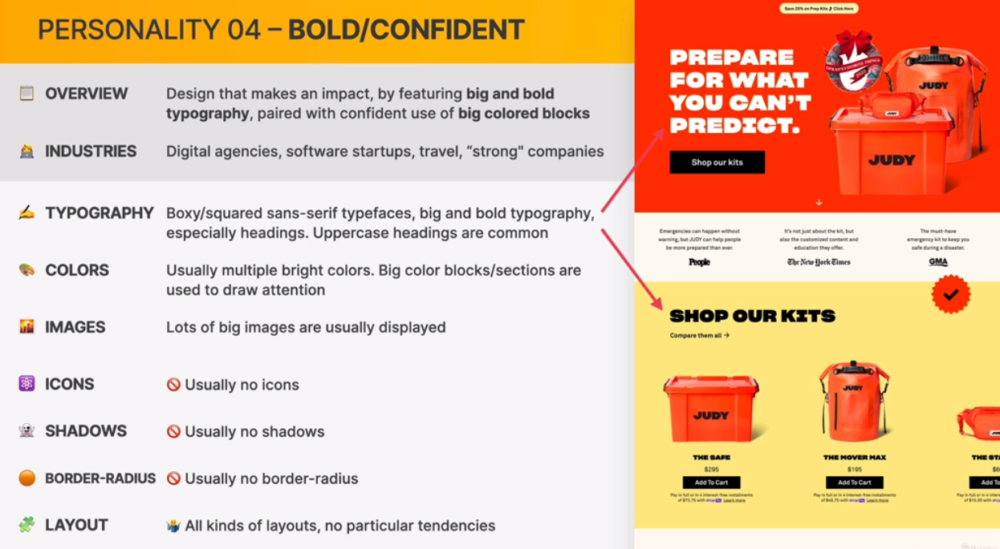 PERSONALITY 04 – BOLD/CONFIDENT
OVERVIEW
Design that makes an impact, by featuring big and bold
typography, paired with confident use of big colored blocks
INDUSTRIES
Digital agencies, software startups, travel, “strong" companies
TYPOGRAPHY
Boxy/squared sans-serif typefaces, big and bold typography,
especially headings. Uppercase headings are common
COLORS
Usually multiple bright colors. Big color blocks/sections are
used to draw attention
IMAGES
Lots of big images are usually displayed
ICONS
Usually no icons
SHADOWS
Usually no shadows
BORDER-RADIUS
Usually no border-radius
LAYOUT
All kinds of layouts, no particular tendencies
Save 25% on Prep Kits Click Here
PREPARE
FOR WHAT
YOU CAN'T
PREDICT.
Shop our kits
OPRAH'S FAVORITE THINGS
2020
JUDY
JUDY
JUDY
Emergencies can happen without
warning, but JUDY can help people
be more prepared than ever.
People
It's not just about the kit, but
also the customized content and
education they offer.
The New York Times
The must-have
emergency kit to keep you
safe during a disaster.
GMA
SHOP OUR KITS
Compare them all →
JUDY
JUDY
THE SAFE
$295
Add To Cart
Pay in full or in 4 interest-free installments
of $73.75 with shop Learn more
THE MOVER MAX
$195
Add To Cart
Pay in full or in 4 interest-free installments
of $48.75 with shop Learn more
THE STA
$6
Add To
Pay in full or in 4 inter
of $15.00 with